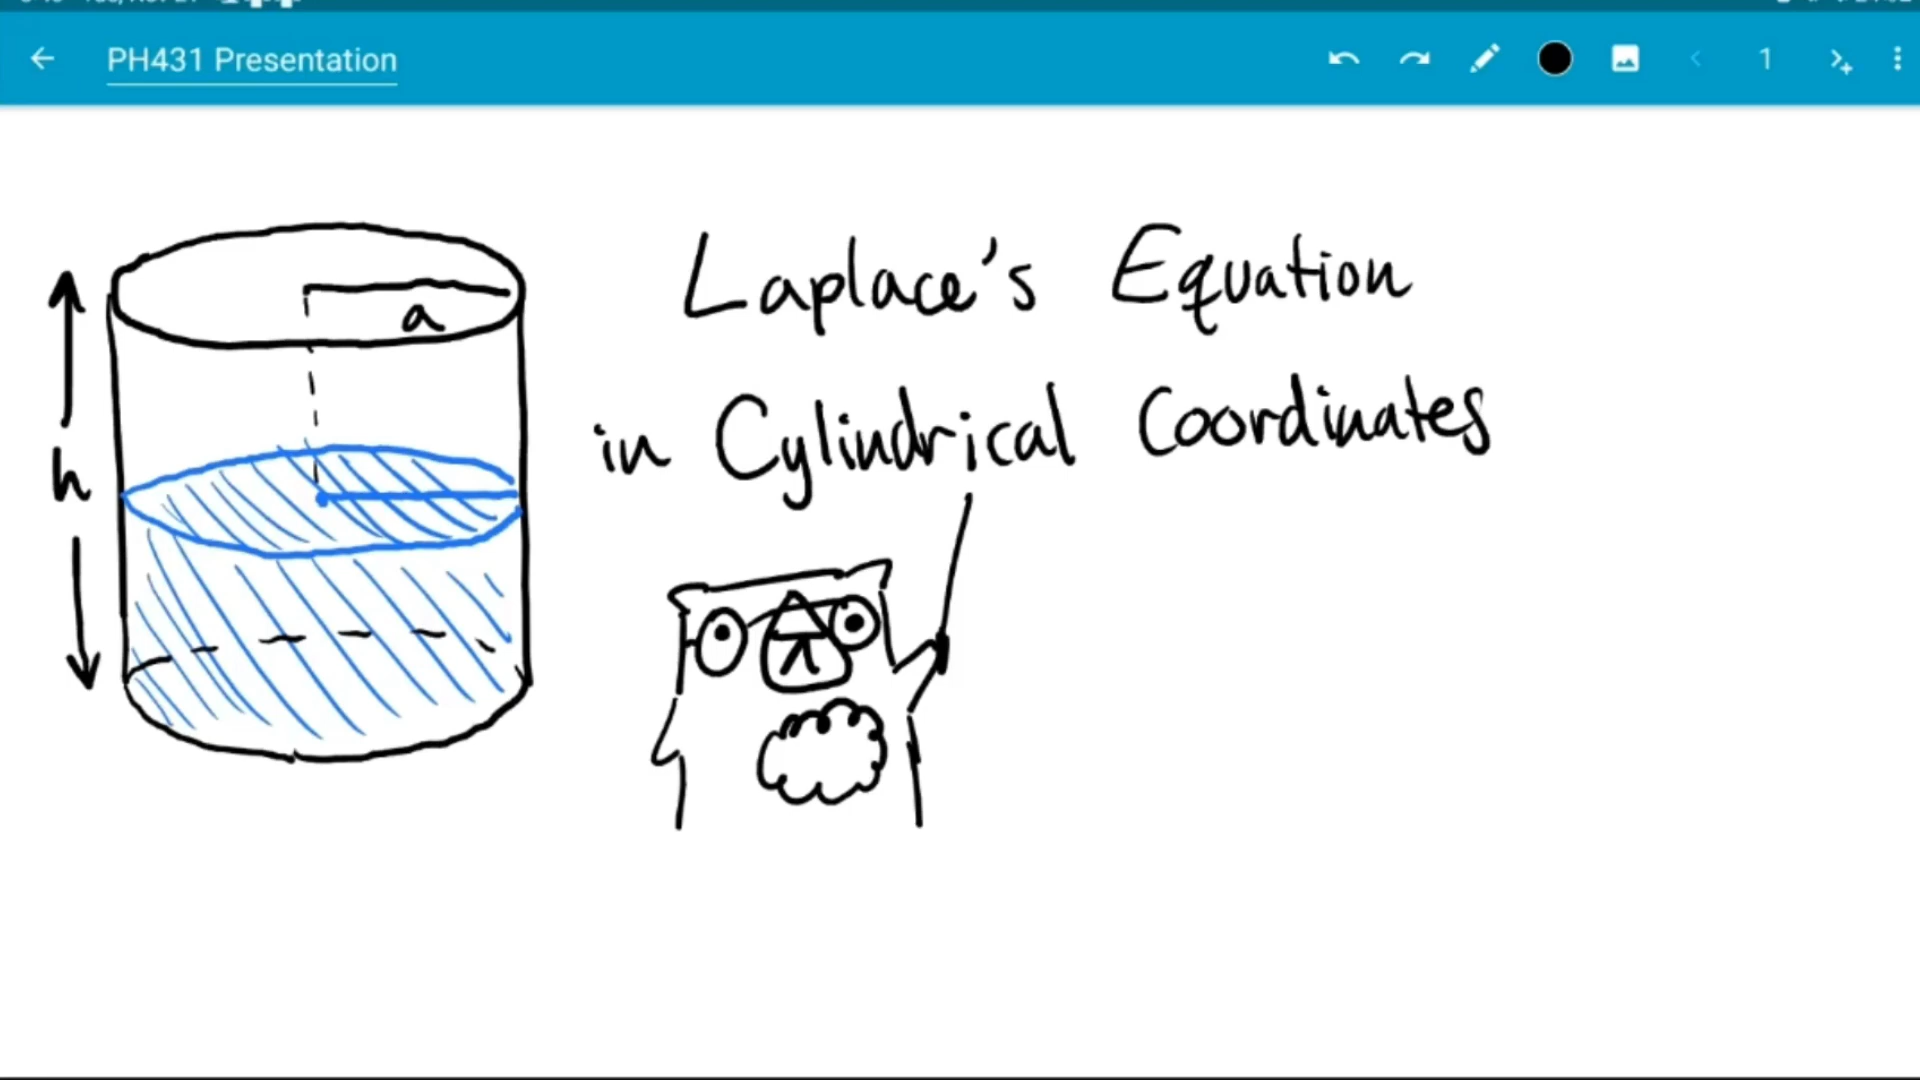 PH431 Presentation
1
a
h
Laplace's Equation
in Cylindrical Coordinates